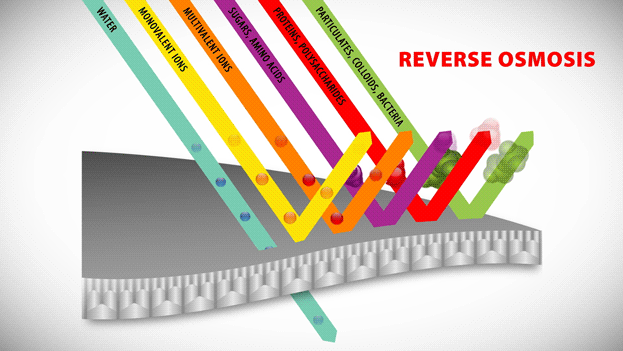 WATER
MONOVALENT IONS
MULTIVALENT IONS
SUGARS, AMINO ACIDS
PROTEINS, POLYSACCHARIDES
PARTICULATES, COLLOIDS, BACTERIA
REVERSE OSMOSIS